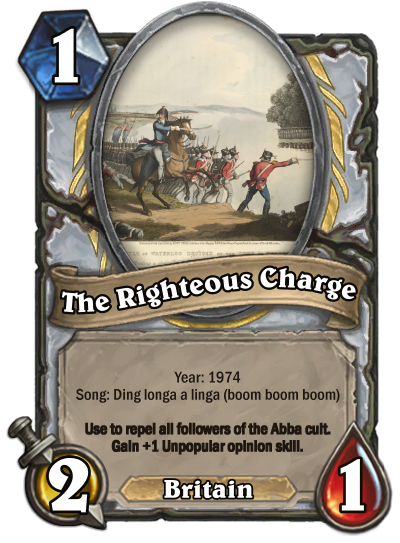 1
The Righteous Charge
Year: 1974
Song: Ding longa a linga (boom boom boom)
Use to repel all followers of the Abba cult.
Gain +1 Unpopular opinion skill.
2
Britain
1